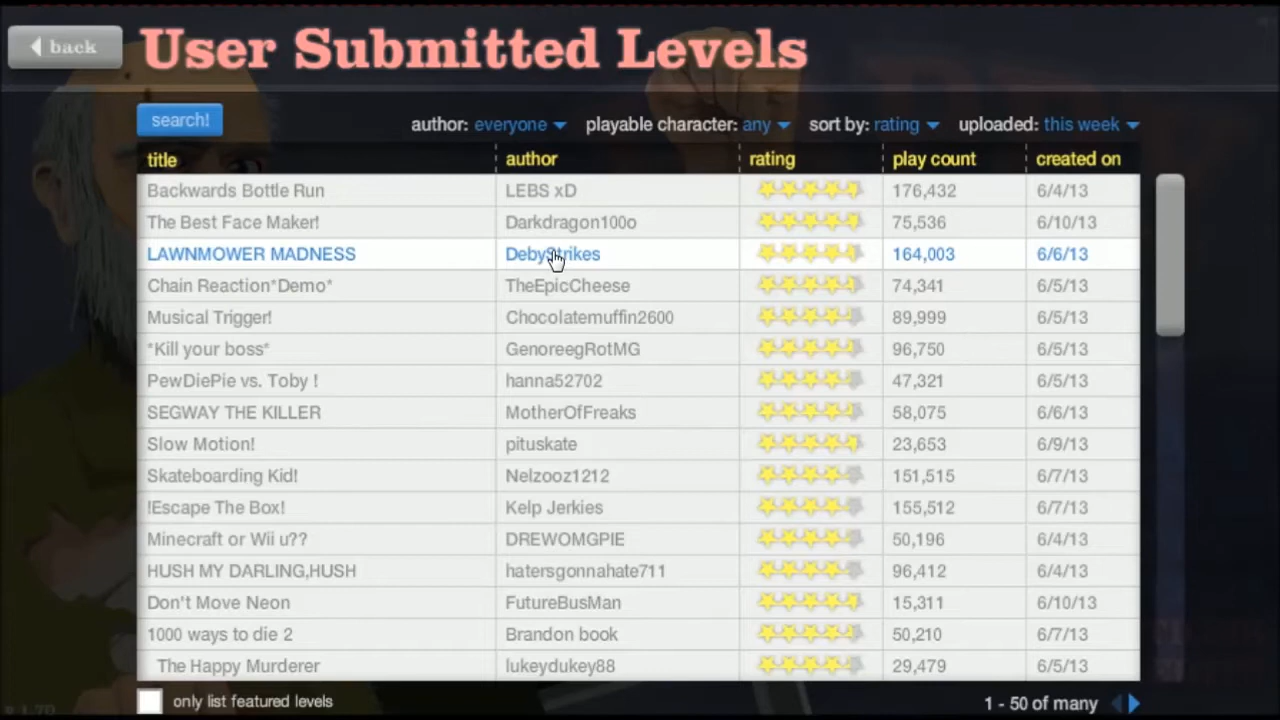 back
User Submitted Levels
search!
author: everyone playable character: any sort by: rating uploaded: this week
title author rating play count created on
Backwards Bottle Run LEBS xD 176,432 6/4/13
The Best Face Maker! Darkdragon100o 75,536 6/10/13
LAWNMOWER MADNESS DebyStrikes 164,003 6/6/13
Chain Reaction*Demo* TheEpicCheese 74,341 6/5/13
Musical Trigger! Chocolatemuffin2600 89,999 6/5/13
*Kill your boss* GenoreegRotMG 96,750 6/5/13
PewDiePie vs. Toby ! hanna52702 47,321 6/5/13
SEGWAY THE KILLER MotherOfFreaks 58,075 6/6/13
Slow Motion! pituskate 23,653 6/9/13
Skateboarding Kid! Nelzooz1212 151,515 6/7/13
!Escape The Box! Kelp Jerkies 155,512 6/7/13
Minecraft or Wii u?? DREWOMGPIE 50,196 6/4/13
HUSH MY DARLING,HUSH hatersgonnahate711 96,412 6/4/13
Don't Move Neon FutureBusMan 15,311 6/10/13
1000 ways to die 2 Brandon book 50,210 6/7/13
The Happy Murderer lukeydukey88 29,479 6/5/13
only list featured levels 1 - 50 of many